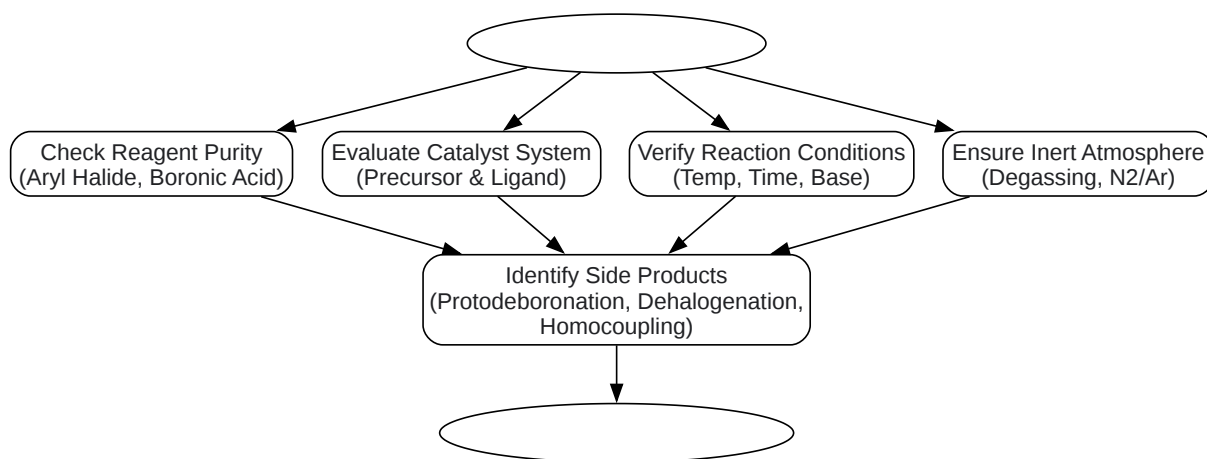 Check Reagent Purity
(Aryl Halide, Boronic Acid)
Evaluate Catalyst System
(Precursor & Ligand)
Verify Reaction Conditions
(Temp, Time, Base)
Ensure Inert Atmosphere
(Degassing, N2/Ar)
Identify Side Products
(Protodeboronation, Dehalogenation,
Homocoupling)